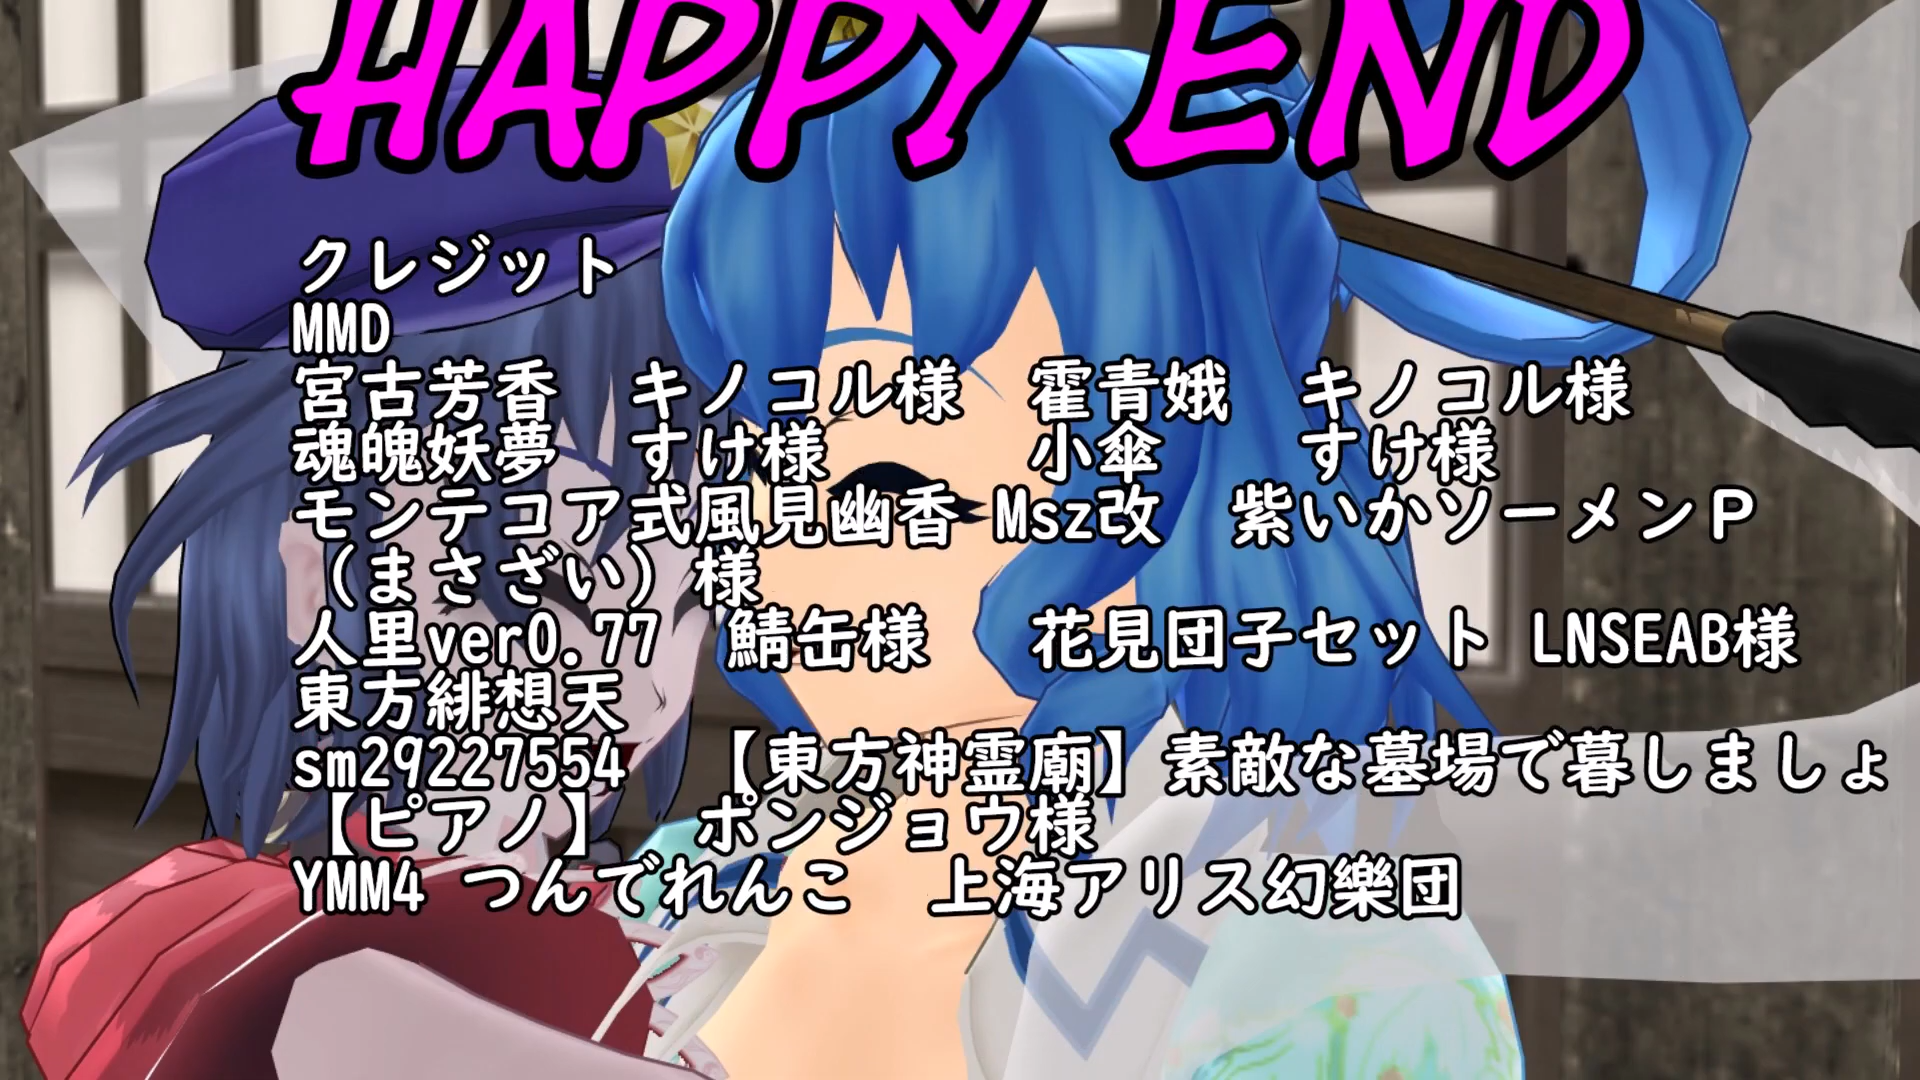 HAPPY END
クレジット
MMD
宮古芳香　キノコル様　霍青娥　キノコル様
魂魄妖夢　すけ様　　　小傘　　すけ様
モンテコア式風見幽香 Msz改　紫いかソーメンＰ
（まさざい）様
人里ver0.77　鯖缶様　　花見団子セット LNSEAB様
東方緋想天
sm29227554　【東方神霊廟】素敵な墓場で暮しましょ
【ピアノ】　ポンジョウ様
YMM4 つんでれんこ　上海アリス幻樂団